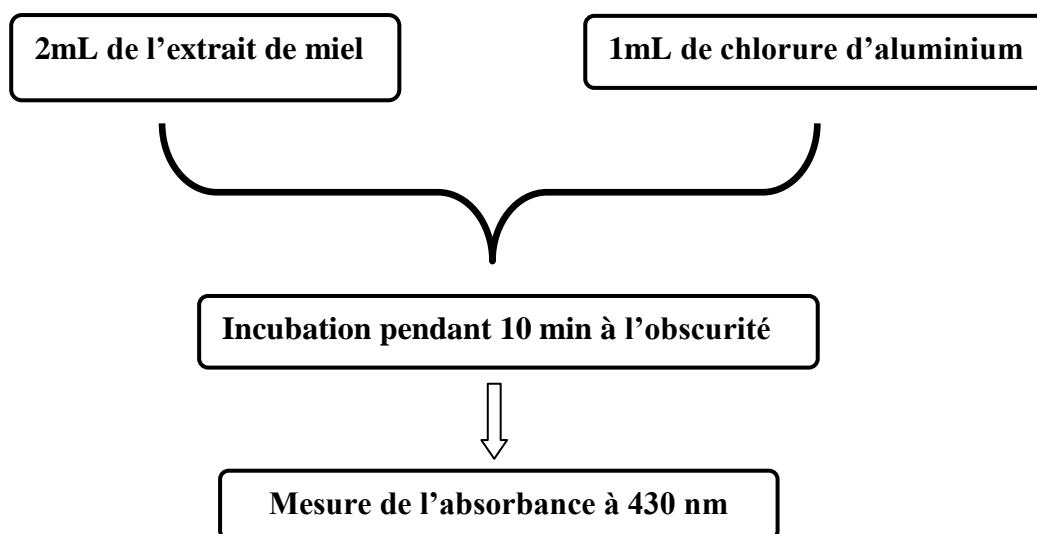 2mL de l’extrait de miel
1mL de chlorure d’aluminium
Incubation pendant 10 min à l’obscurité
Mesure de l’absorbance à 430 nm